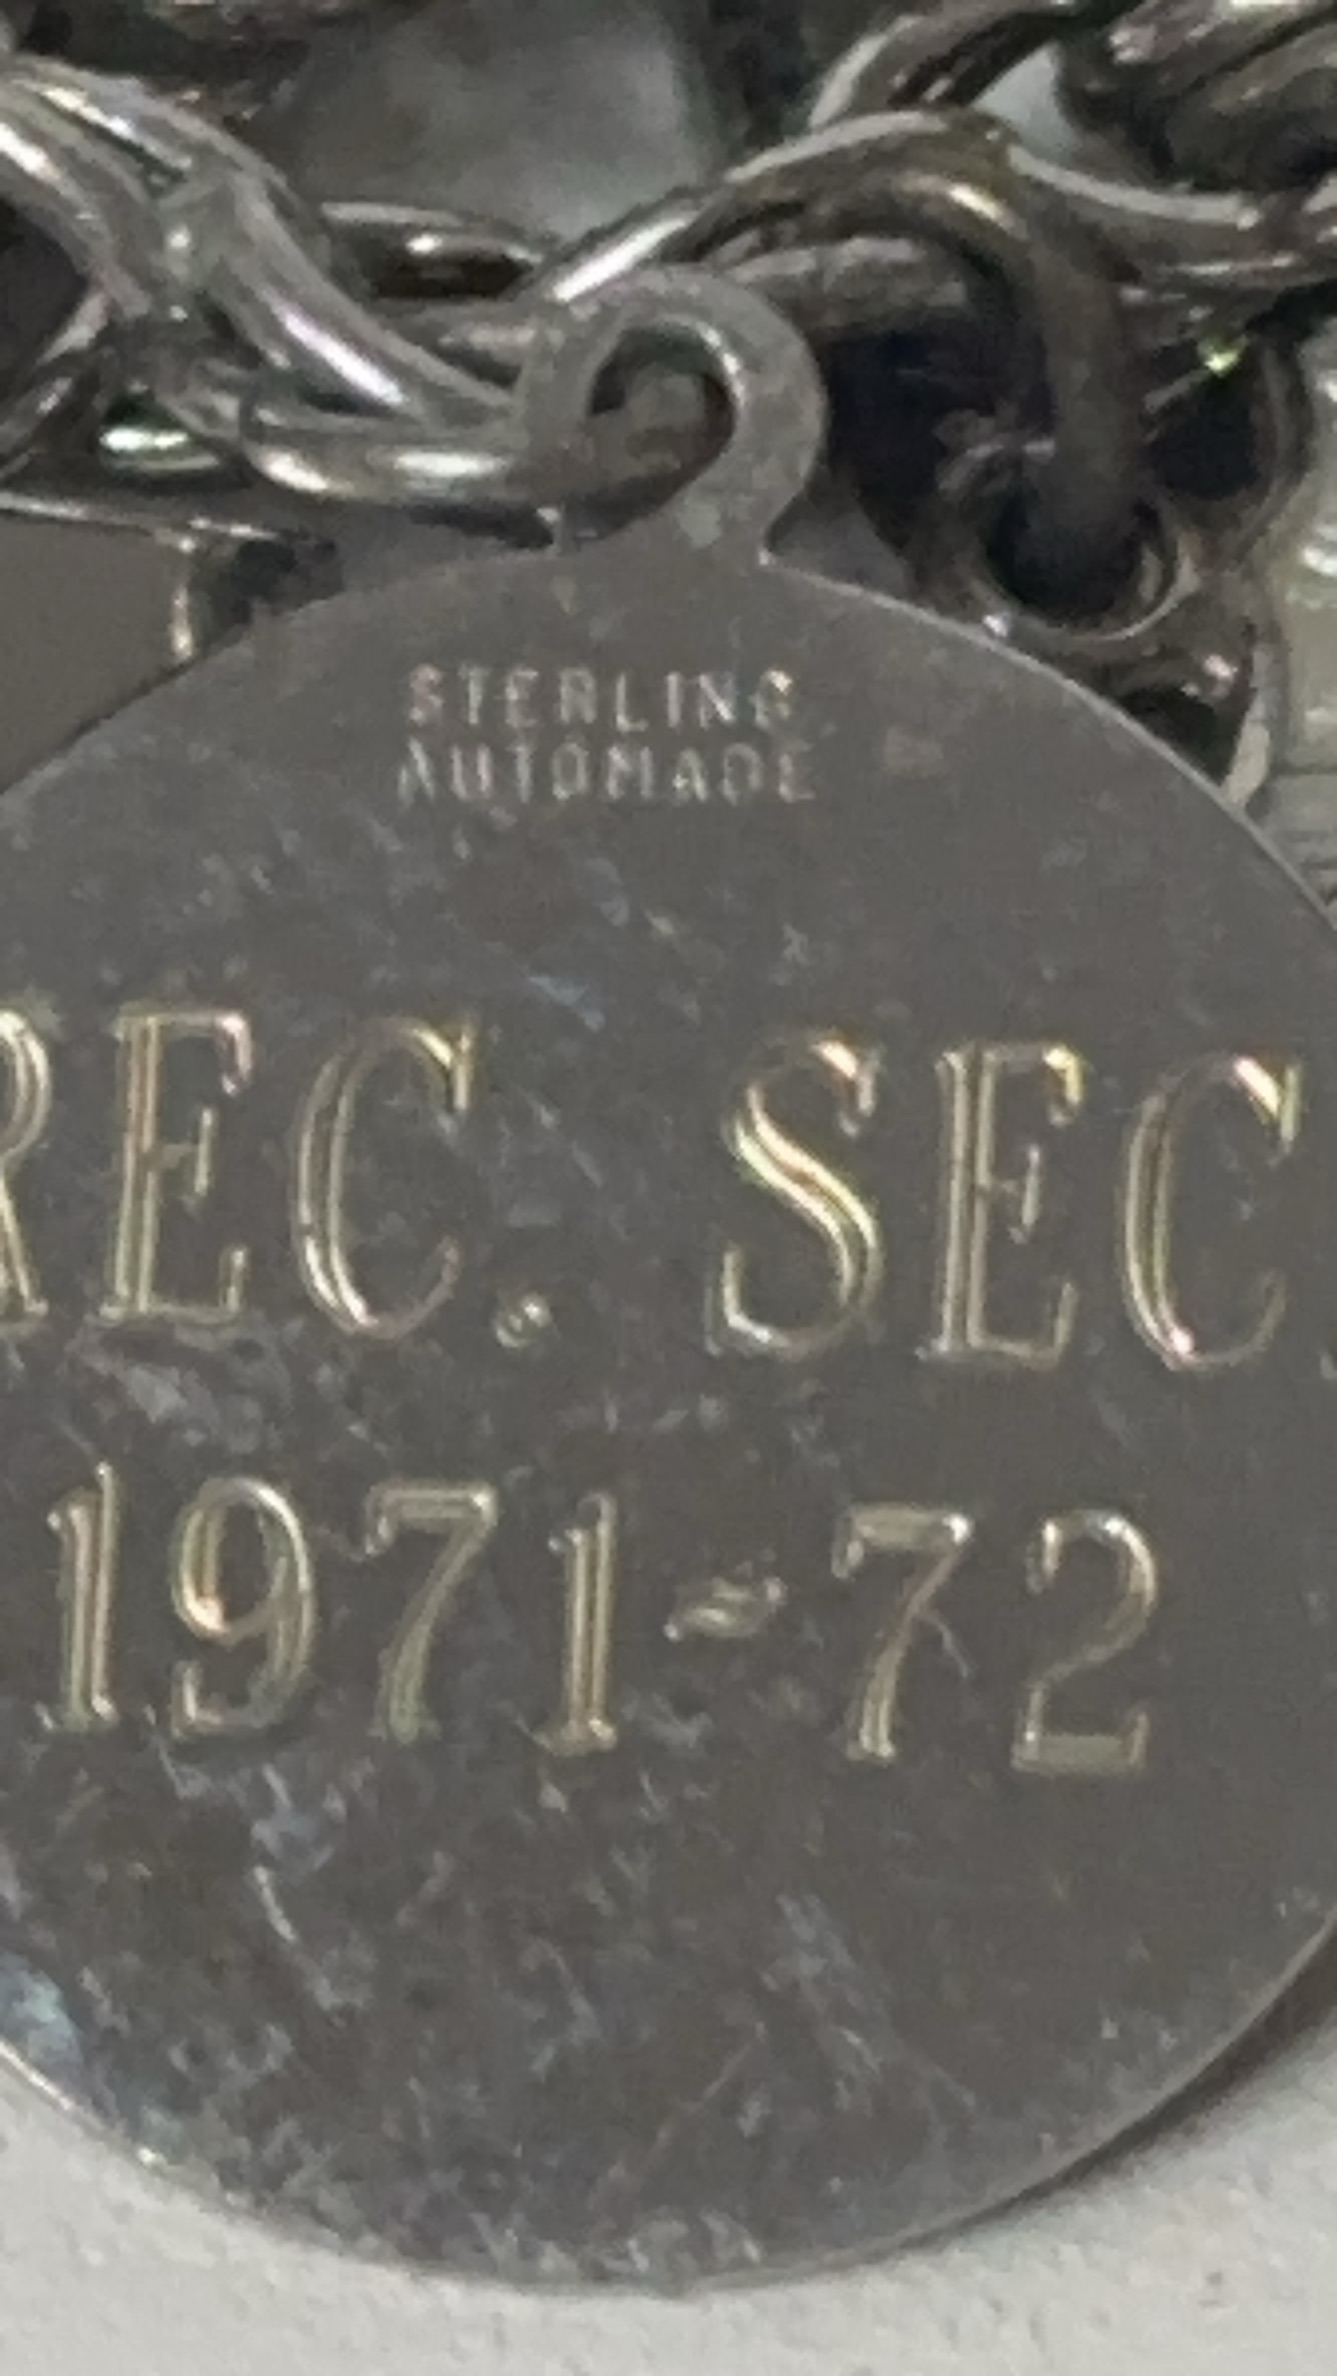 STERLING
AUTOMADE
REC. SEC.
1971-72